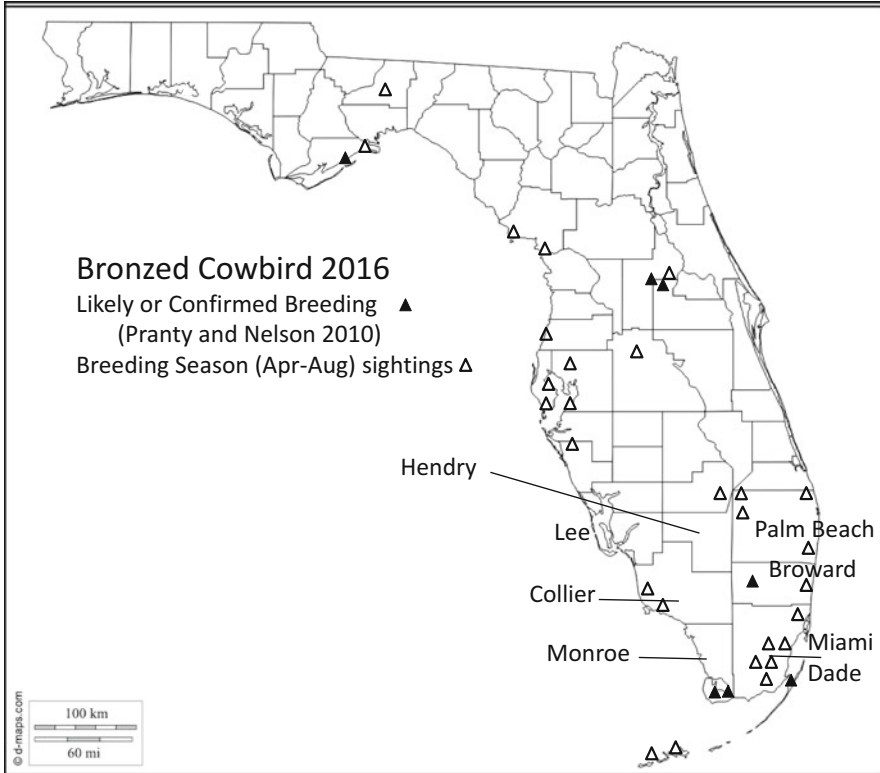 Bronzed Cowbird 2016
Likely or Confirmed Breeding ▲
(Pranty and Nelson 2010)
Breeding Season (Apr-Aug) sightings △
Hendry
Lee
Palm Beach
Broward
Collier
Monroe
Miami
Dade
100 km
60 mi
© d-maps.com